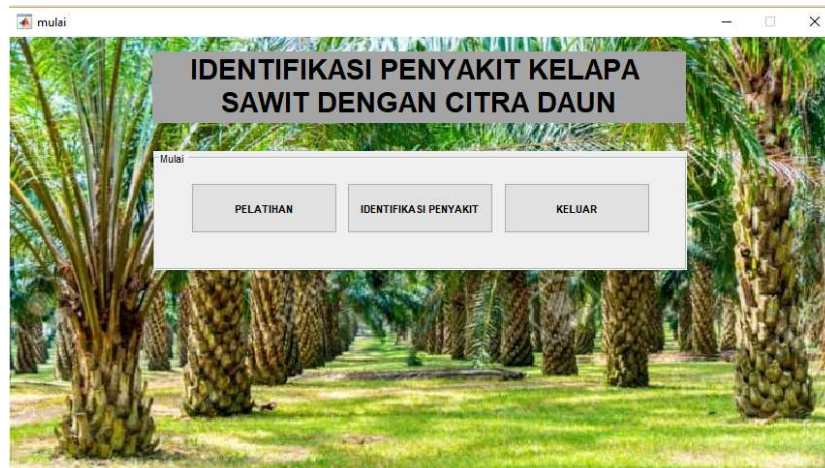 mulai
IDENTIFIKASI PENYAKIT KELAPA
SAWIT DENGAN CITRA DAUN
Mulai
PELATIHAN
IDENTIFIKASI PENYAKIT
KELUAR